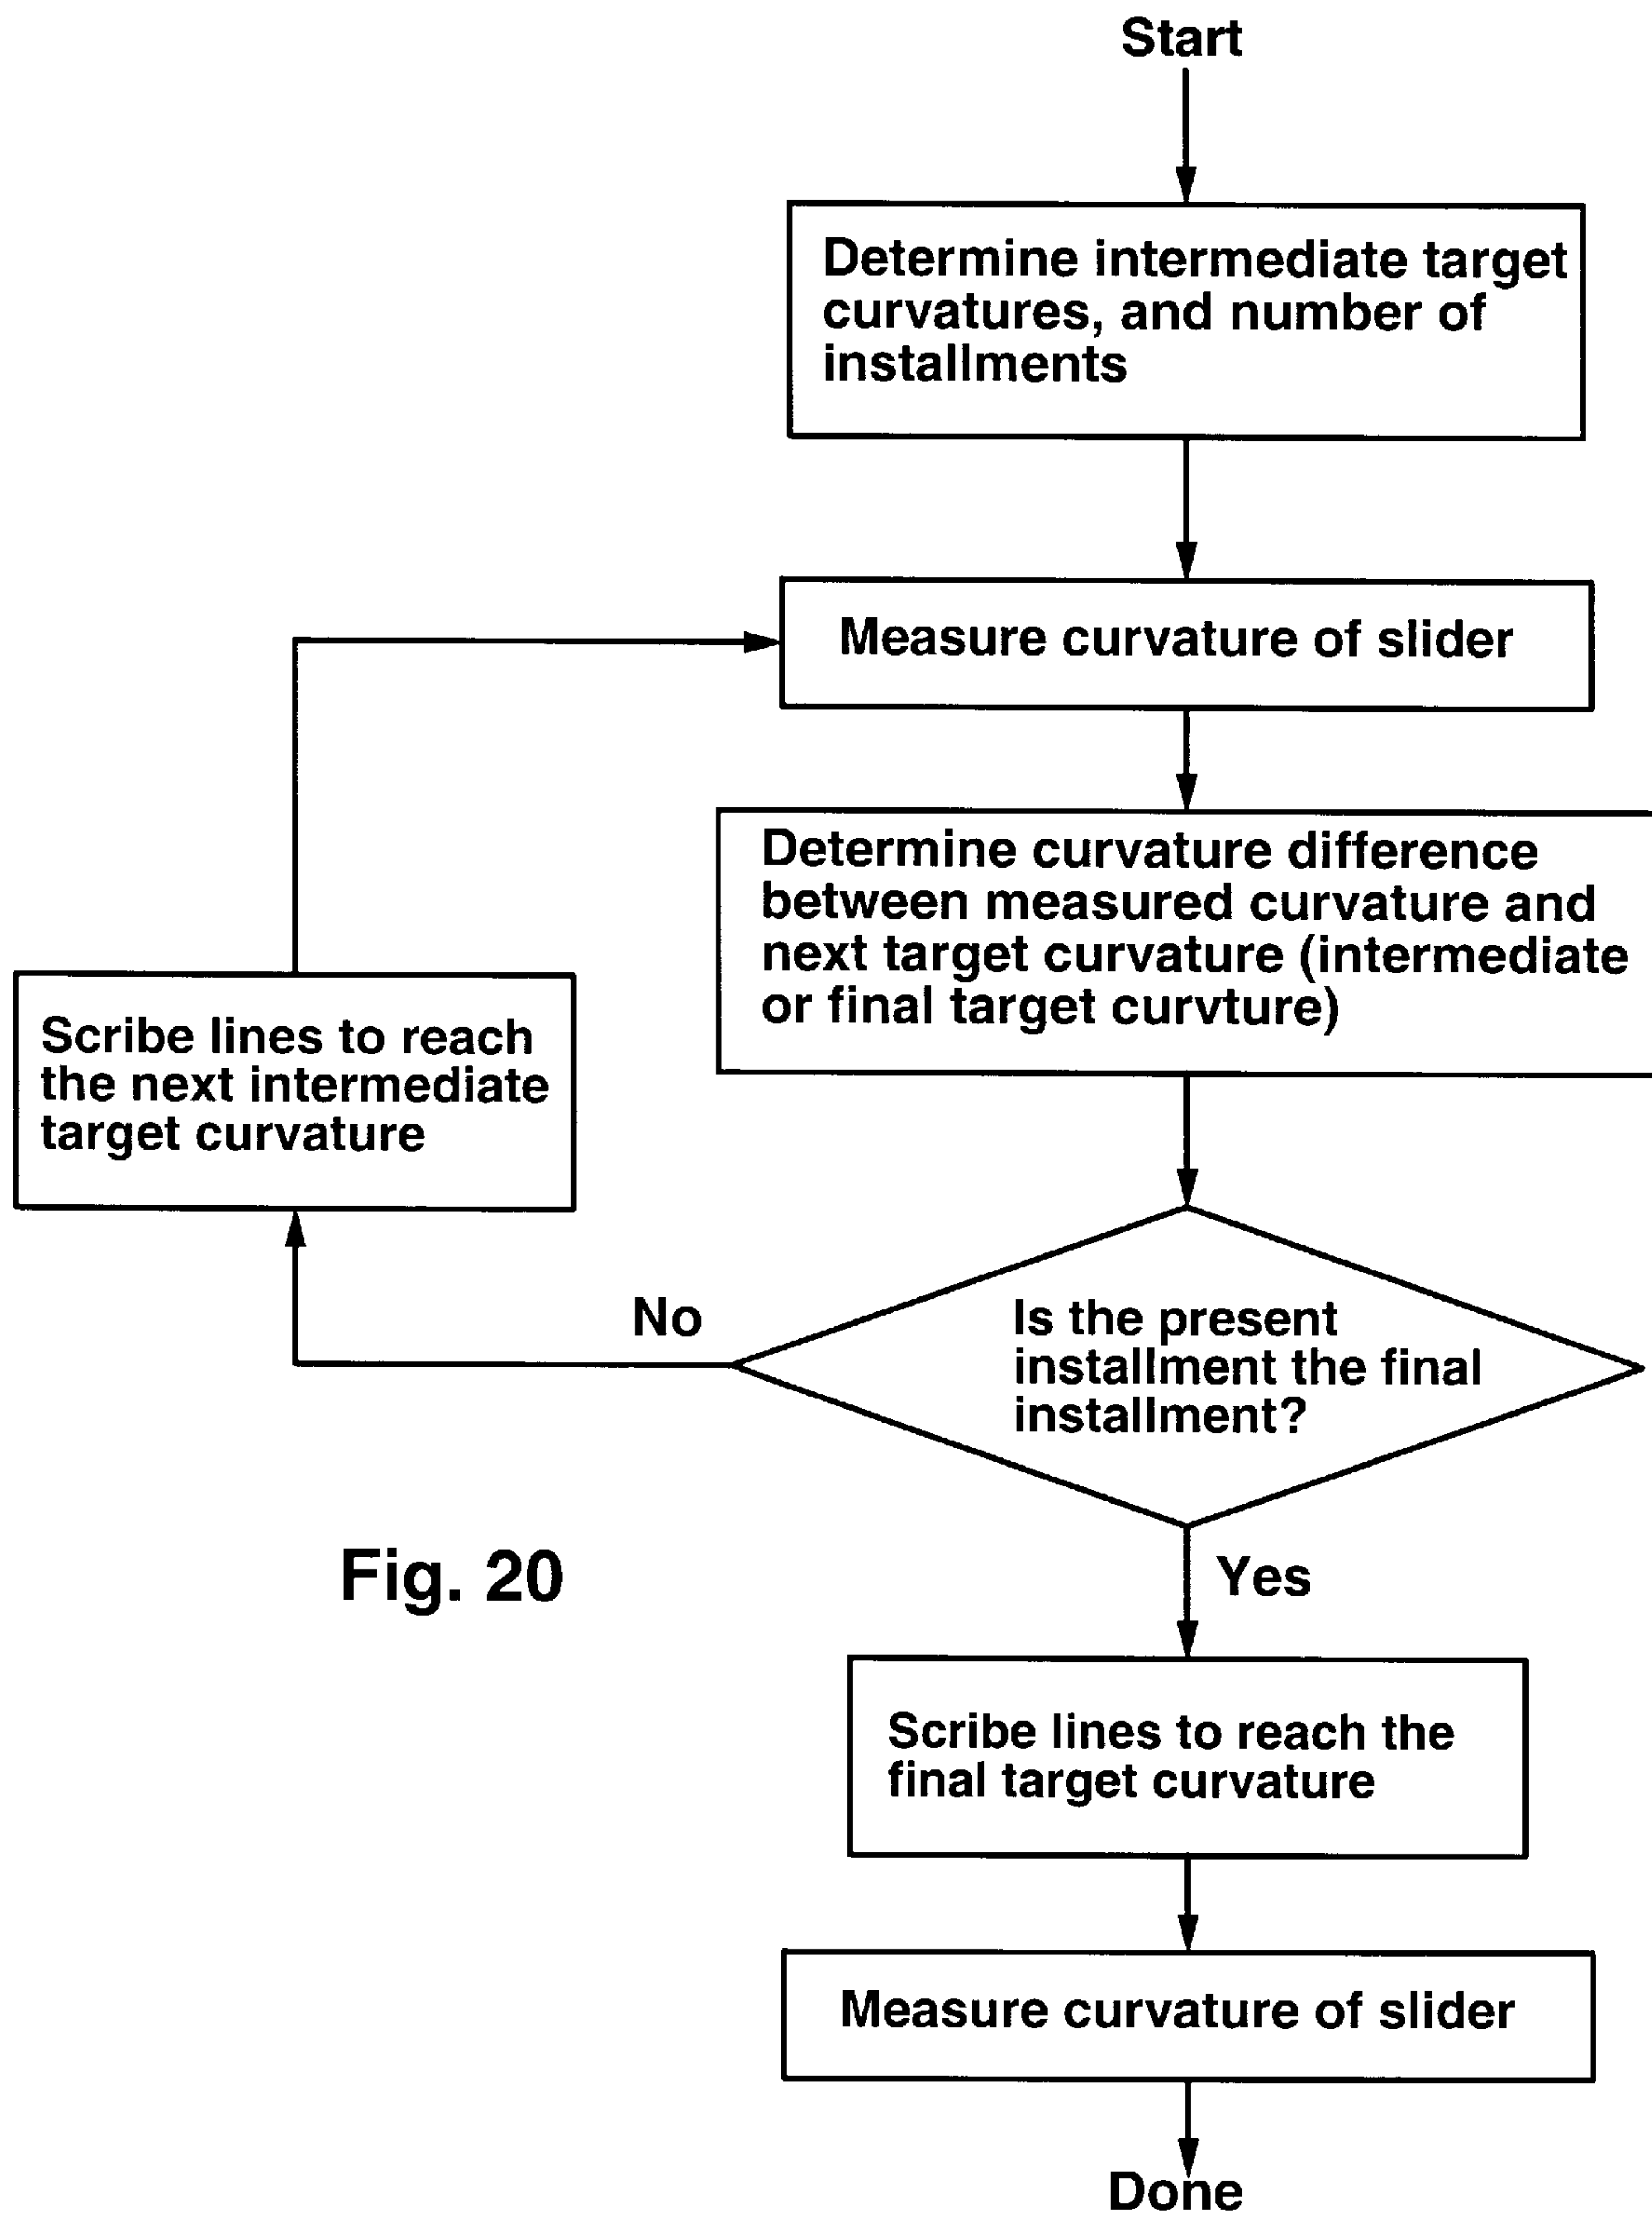 Start
Determine intermediate target
curvatures, and number of
installments
Measure curvature of slider
Determine curvature difference
between measured curvature and
next target curvature (intermediate
or final target curvture)
Scribe lines to reach
the next intermediate
target curvature
No
Is the present
installment the final
installment?
Fig. 20
Yes
Scribe lines to reach the
final target curvature
Measure curvature of slider
Done